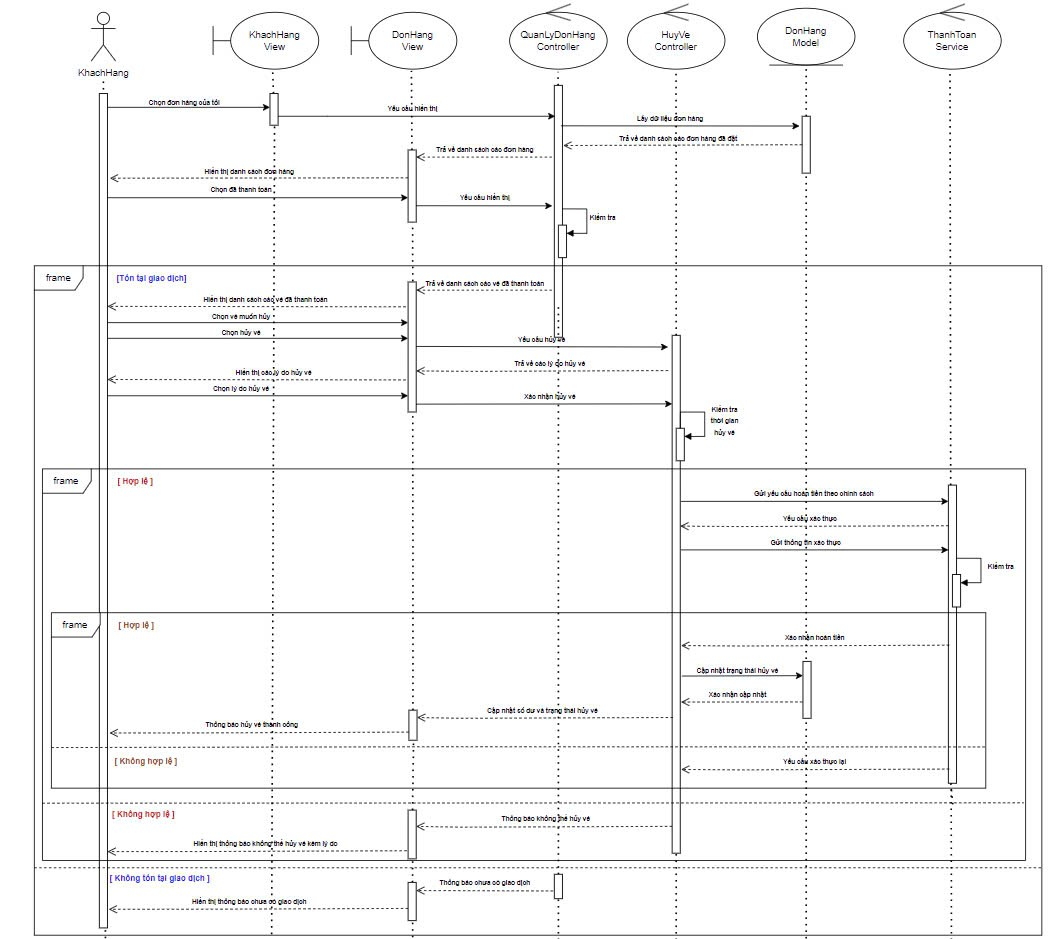 KhachHang
View
DonHang
View
QuanLyDonHang
Controller
HuyVe
Controller
DonHang
Model
ThanhToan
Service
KhachHang
Chọn đơn hàng của tôi
Yêu cầu hiển thị
Lấy dữ liệu đơn hàng
Trả về danh sách các đơn hàng đã đặt
Trả về danh sách các đơn hàng
Hiển thị danh sách đơn hàng
Chọn đã thanh toán
Yêu cầu hiển thị
Kiểm tra
frame
[Tồn tại giao dịch]
Trả về danh sách các vé đã thanh toán
Hiển thị danh sách các vé đã thanh toán
Chọn vé muốn hủy
Chọn hủy vé
Yêu cầu hủy vé
Trả về các lý do hủy vé
Hiển thị các lý do hủy vé
Chọn lý do hủy vé
Xác nhận hủy vé
Kiểm tra
thời gian
hủy vé
frame
[ Hợp lệ ]
Gửi yêu cầu hoàn tiền theo chính sách
Yêu cầu xác thực
Gửi thông tin xác thực
Kiểm tra
frame
[ Hợp lệ ]
Xác nhận hoàn tiền
Cập nhật trạng thái hủy vé
Xác nhận cập nhật
Cập nhật số dư và trạng thái hủy vé
Thông báo hủy vé thành công
[ Không hợp lệ ]
Yêu cầu xác thực lại
[ Không hợp lệ ]
Thông báo không thể hủy vé
Hiển thị thông báo không thể hủy vé kèm lý do
[ Không tồn tại giao dịch ]
Thông báo chưa có giao dịch
Hiển thị thông báo chưa có giao dịch